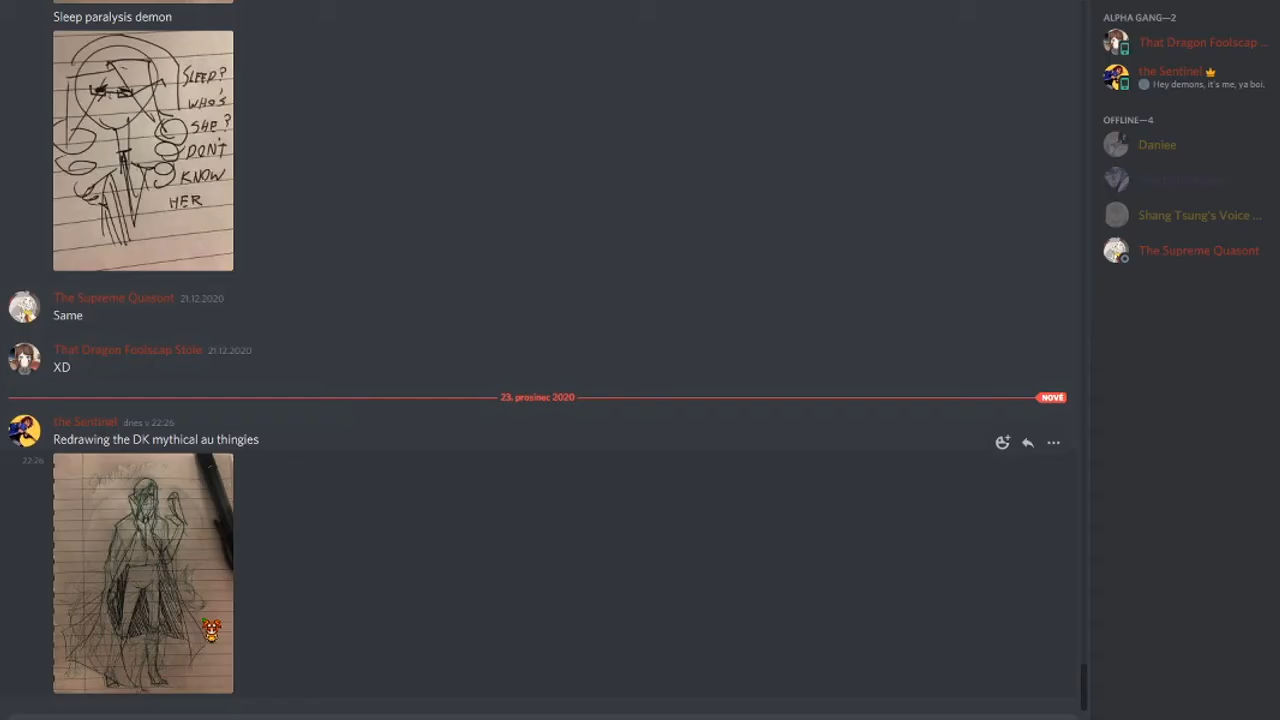 Sleep paralysis demon
SLEEP?
WHO'S
SHE?
DON'T
KNOW
HER
The Supreme Quasont 21.12.2020
Same
That Dragon Foolscap Stole 21.12.2020
XD
23. prosinec 2020
NOVÉ
the Sentinel dnes v 22:26
Redrawing the DK mythical au thingies
22:26
ALPHA GANG—2
That Dragon Foolscap ...
the Sentinel
Hey demons, it's me, ya boi.
OFFLINE—4
Daniee
Shang Tsung's Voice ...
The Supreme Quasont